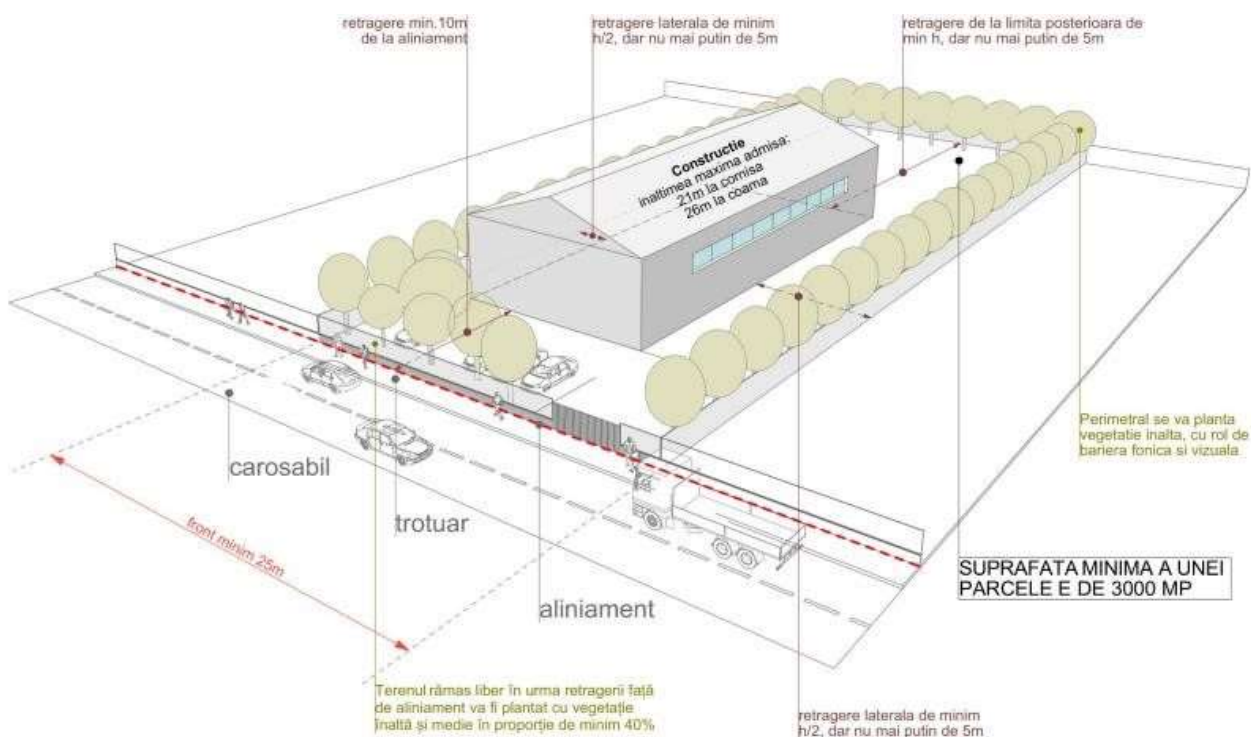 retragere min.10m
de la aliniament
retragere laterala de minim
h/2, dar nu mai putin de 5m
retragere de la limita posterioara de
min h, dar nu mai putin de 5m
Constructie
inaltimea maxima admisa:
21m la cornisa
26m la coama
Perimetral se va planta
vegetatie inalta, cu rol de
bariera fonica si vizuala
carosabil
trotuar
front minim 25m
aliniament
SUPRAFATA MINIMA A UNEI
PARCELE E DE 3000 MP
Terenul rămas liber în urma retragerii față
de aliniament va fi plantat cu vegetație
înaltă și medie în proporție de minim 40%
retragere laterala de minim
h/2, dar nu mai putin de 5m